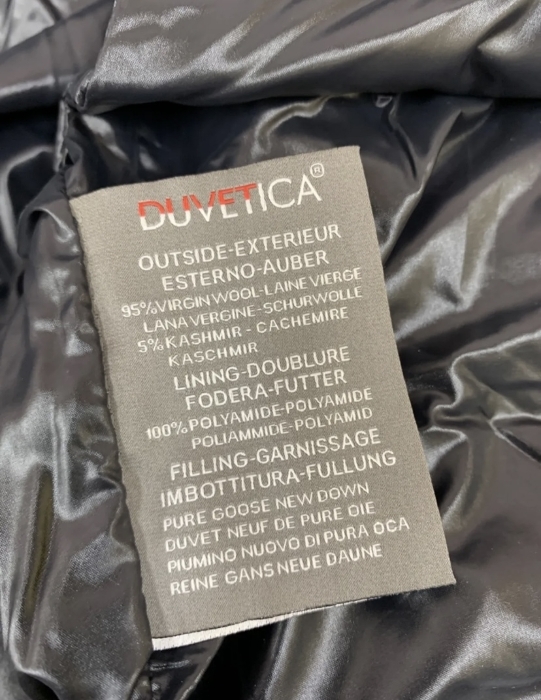 DUVETICA®
OUTSIDE-EXTERIEUR
ESTERNO-AUBER
95%VIRGIN WOOL-LAINE VIERGE
LANA VERGINE-SCHURWOLLE
5%KASHMIR - CACHEMIRE
KASCHMIR
LINING-DOUBLURE
FODERA-FUTTER
100%POLYAMIDE-POLYAMIDE
POLIAMMIDE-POLYAMID
FILLING-GARNISSAGE
IMBOTTITURA-FULLUNG
PURE GOOSE NEW DOWN
DUVET NEUF DE PURE OIE
PIUMINO NUOVO DI PURA OCA
REINE GANS NEUE DAUNE